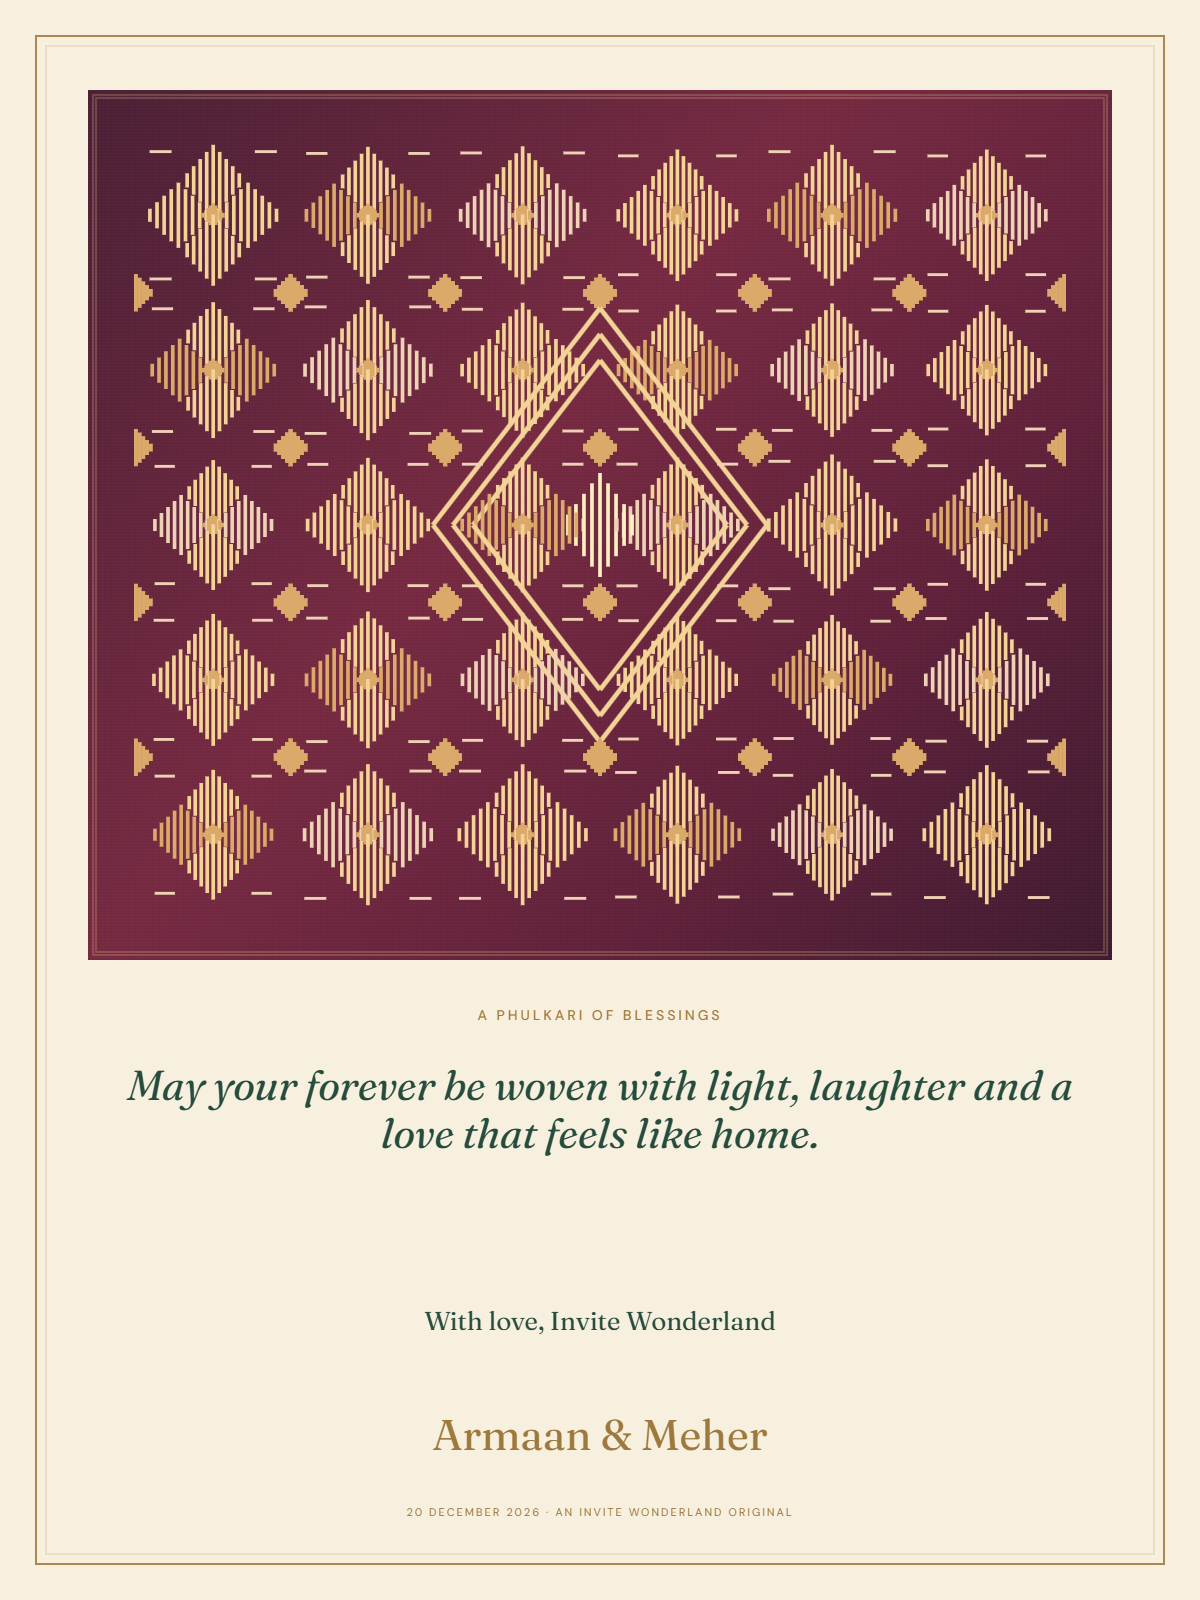 A PHULKARI OF BLESSINGS
May your forever be woven with light, laughter and a
love that feels like home.
With love, Invite Wonderland
Armaan & Meher
20 DECEMBER 2026 · AN INVITE WONDERLAND ORIGINAL